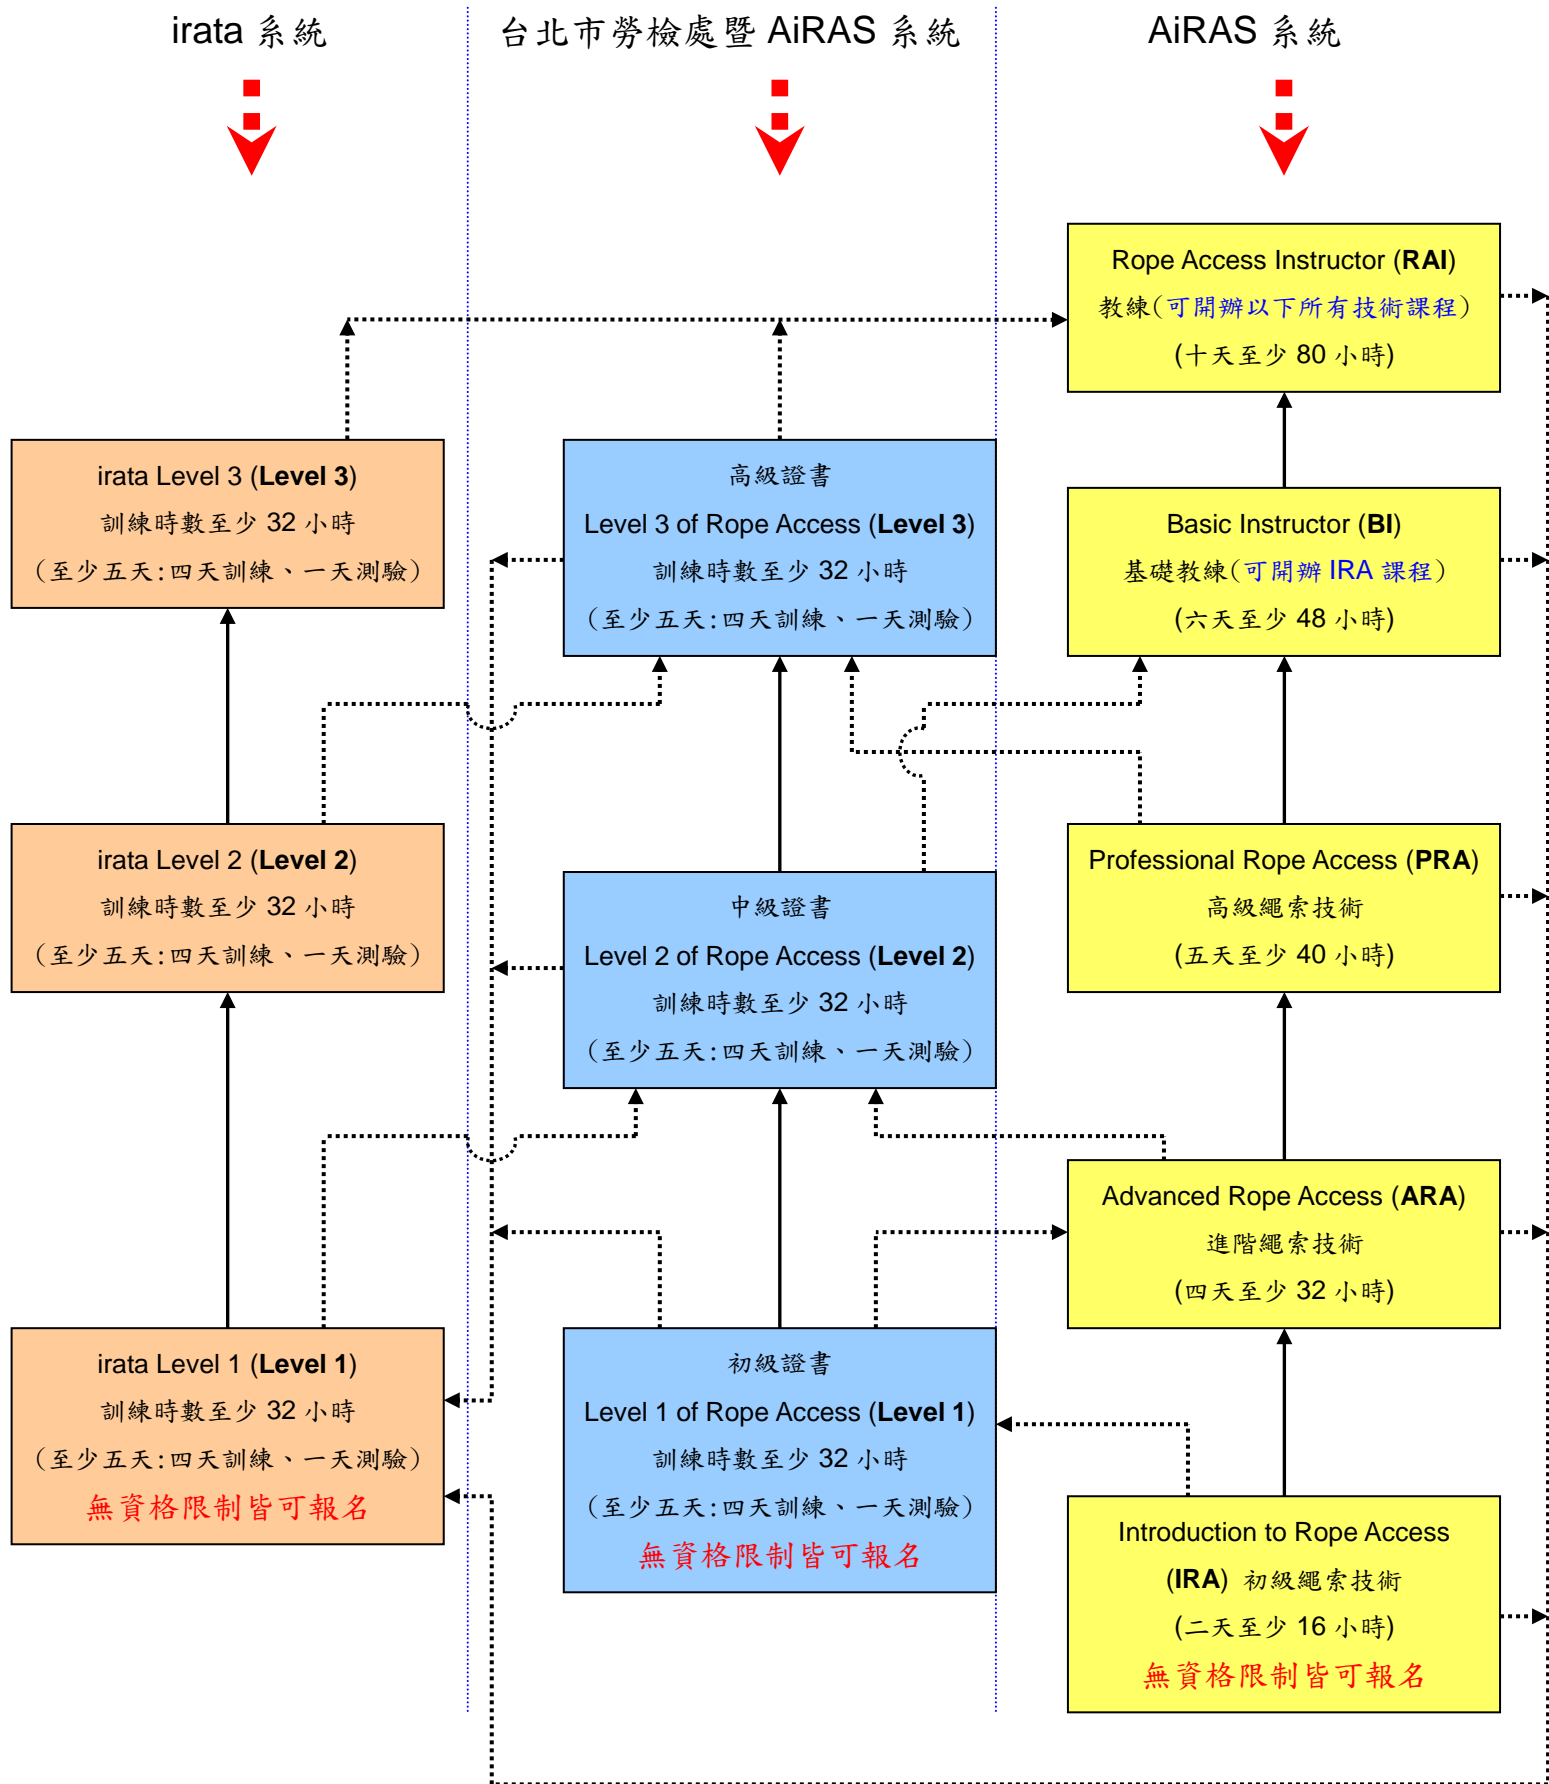 irata 系統
台北市勞檢處暨 AiRAS 系統
AiRAS 系統
Rope Access Instructor (RAI)
教練(可開辦以下所有技術課程)
(十天至少 80 小時)
irata Level 3 (Level 3)
訓練時數至少 32 小時
(至少五天:四天訓練、一天測驗)
高級證書
Level 3 of Rope Access (Level 3)
訓練時數至少 32 小時
(至少五天:四天訓練、一天測驗)
Basic Instructor (BI)
基礎教練(可開辦 IRA 課程)
(六天至少 48 小時)
irata Level 2 (Level 2)
訓練時數至少 32 小時
(至少五天:四天訓練、一天測驗)
中級證書
Level 2 of Rope Access (Level 2)
訓練時數至少 32 小時
(至少五天:四天訓練、一天測驗)
Professional Rope Access (PRA)
高級繩索技術
(五天至少 40 小時)
Advanced Rope Access (ARA)
進階繩索技術
(四天至少 32 小時)
irata Level 1 (Level 1)
訓練時數至少 32 小時
(至少五天:四天訓練、一天測驗)
無資格限制皆可報名
初級證書
Level 1 of Rope Access (Level 1)
訓練時數至少 32 小時
(至少五天:四天訓練、一天測驗)
無資格限制皆可報名
Introduction to Rope Access
(IRA) 初級繩索技術
(二天至少 16 小時)
無資格限制皆可報名